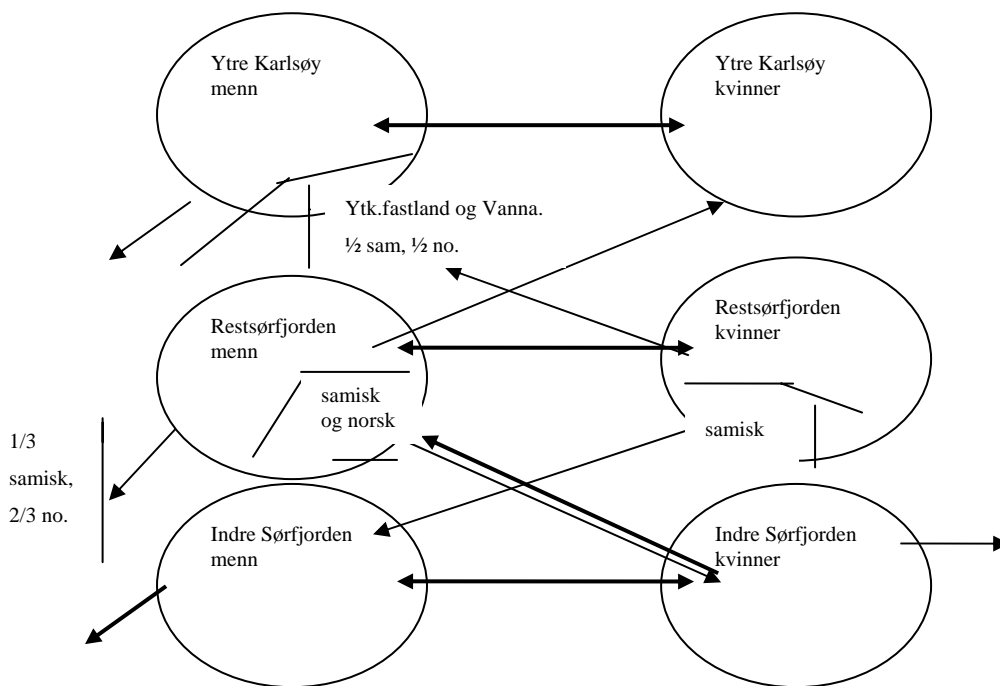 Ytre Karlsøy
menn
Ytre Karlsøy
kvinner
Ytk.fastland og Vanna.
½ sam, ½ no.
Restsørfjorden
menn
Restsørfjorden
kvinner
samisk
og norsk
samisk
1/3
samisk,
2/3 no.
Indre Sørfjorden
menn
Indre Sørfjorden
kvinner